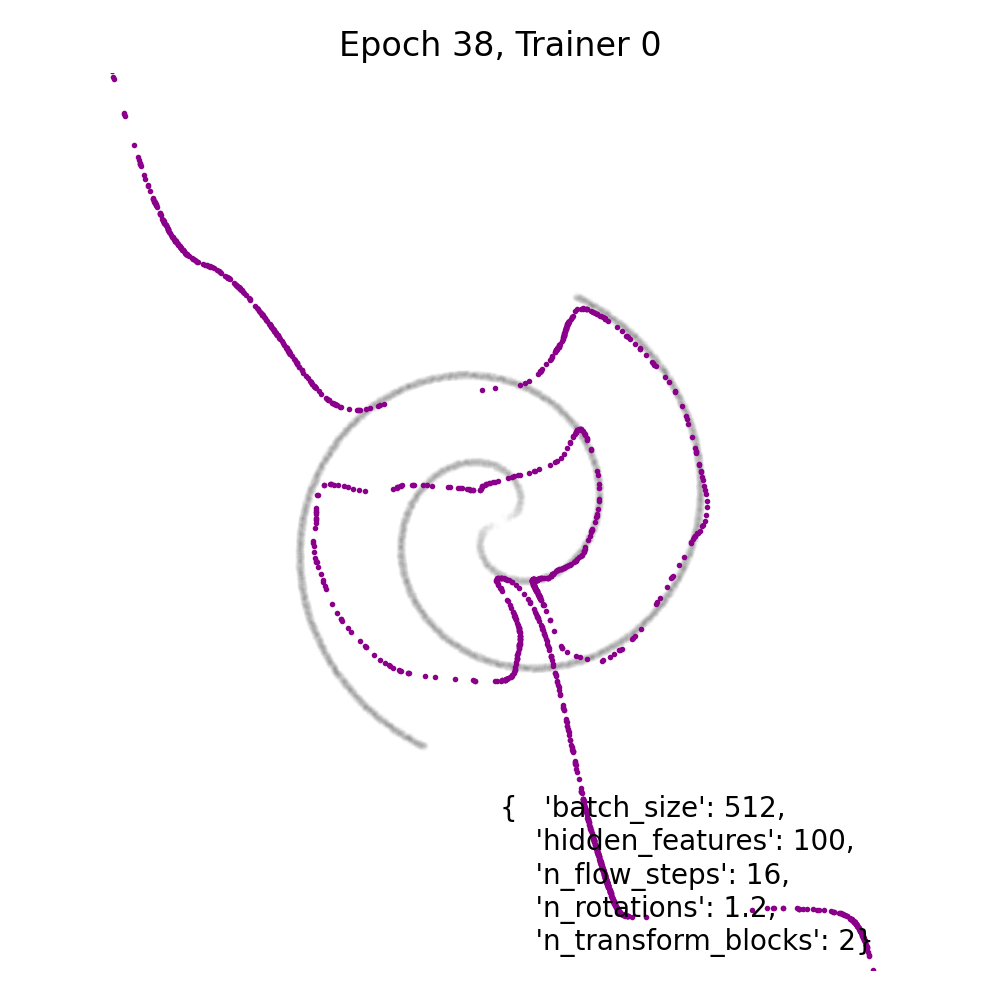 Epoch 38, Trainer 0
{ 'batch_size': 512,
'hidden_features': 100,
'n_flow_steps': 16,
'n_rotations': 1.2,
'n_transform_blocks': 2}